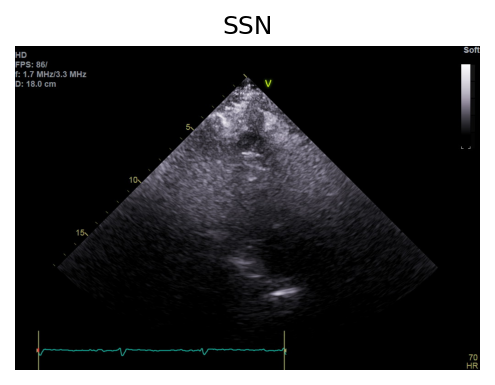 SSN
HD
FPS: 86/
f: 1.7 MHz/3.3 MHz
D: 18.0 cm
Soft
V
5
10
15
70
HR